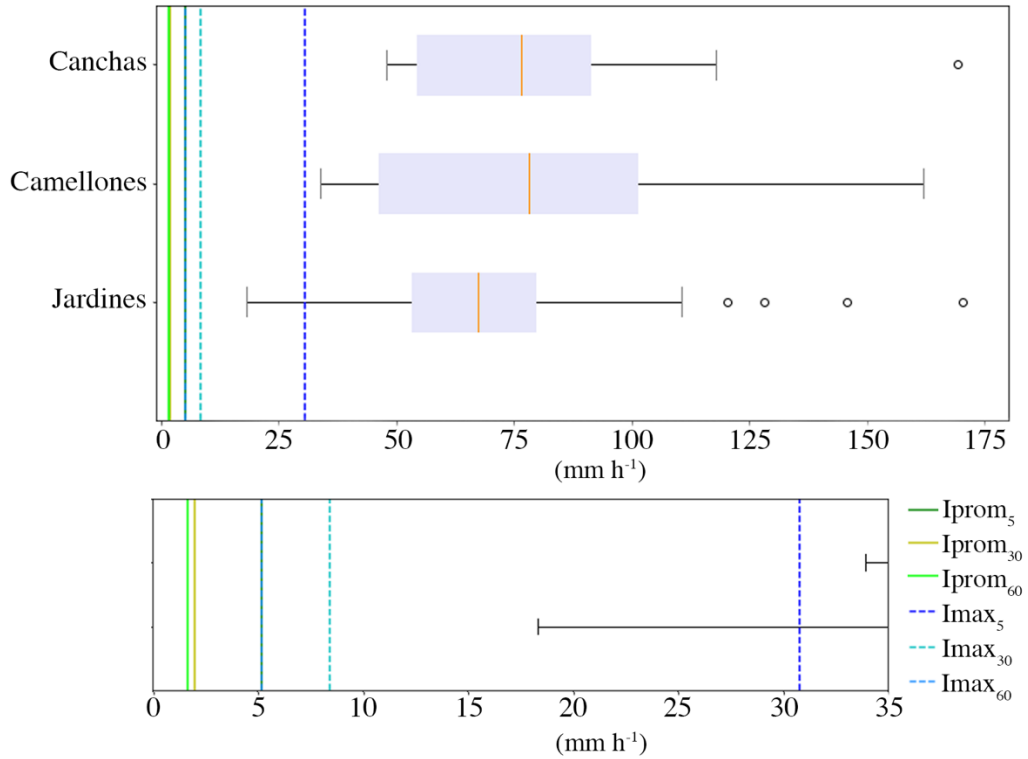 Canchas
Camellones
Jardines
0 25 50 75 100 125 150 175
(mm h⁻¹)
Iprom₅
Iprom₃₀
Iprom₆₀
Imax₅
Imax₃₀
Imax₆₀
0 5 10 15 20 25 30 35
(mm h⁻¹)